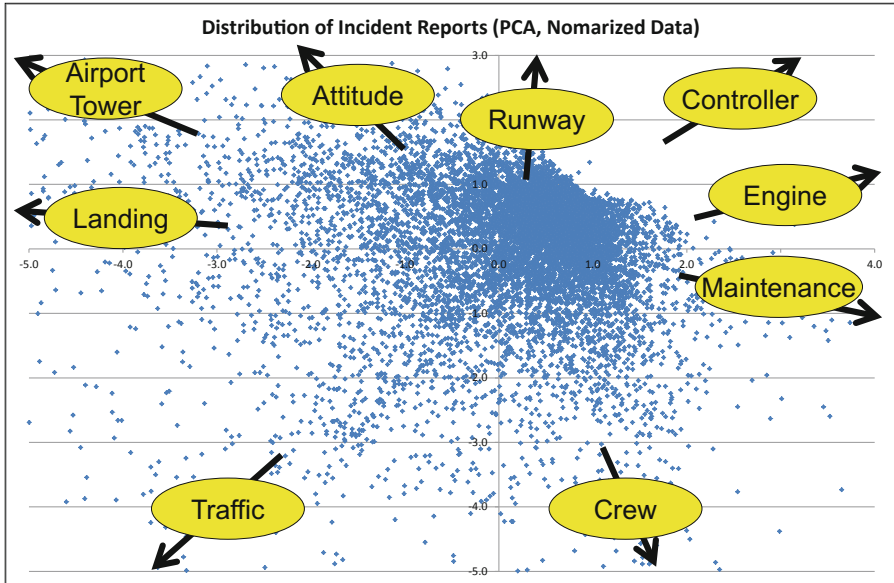 Distribution of Incident Reports (PCA, Nomarized Data)
3.0
Airport
Tower
Attitude
Runway
Controller
1.0
Engine
Landing
0.0
-5.0 -4.0 -3.0 -2.0 -1.0 0.0 1.0 2.0 4.0
Maintenance
-1.0
-2.0
-3.0
-4.0
Traffic
Crew
-5.0